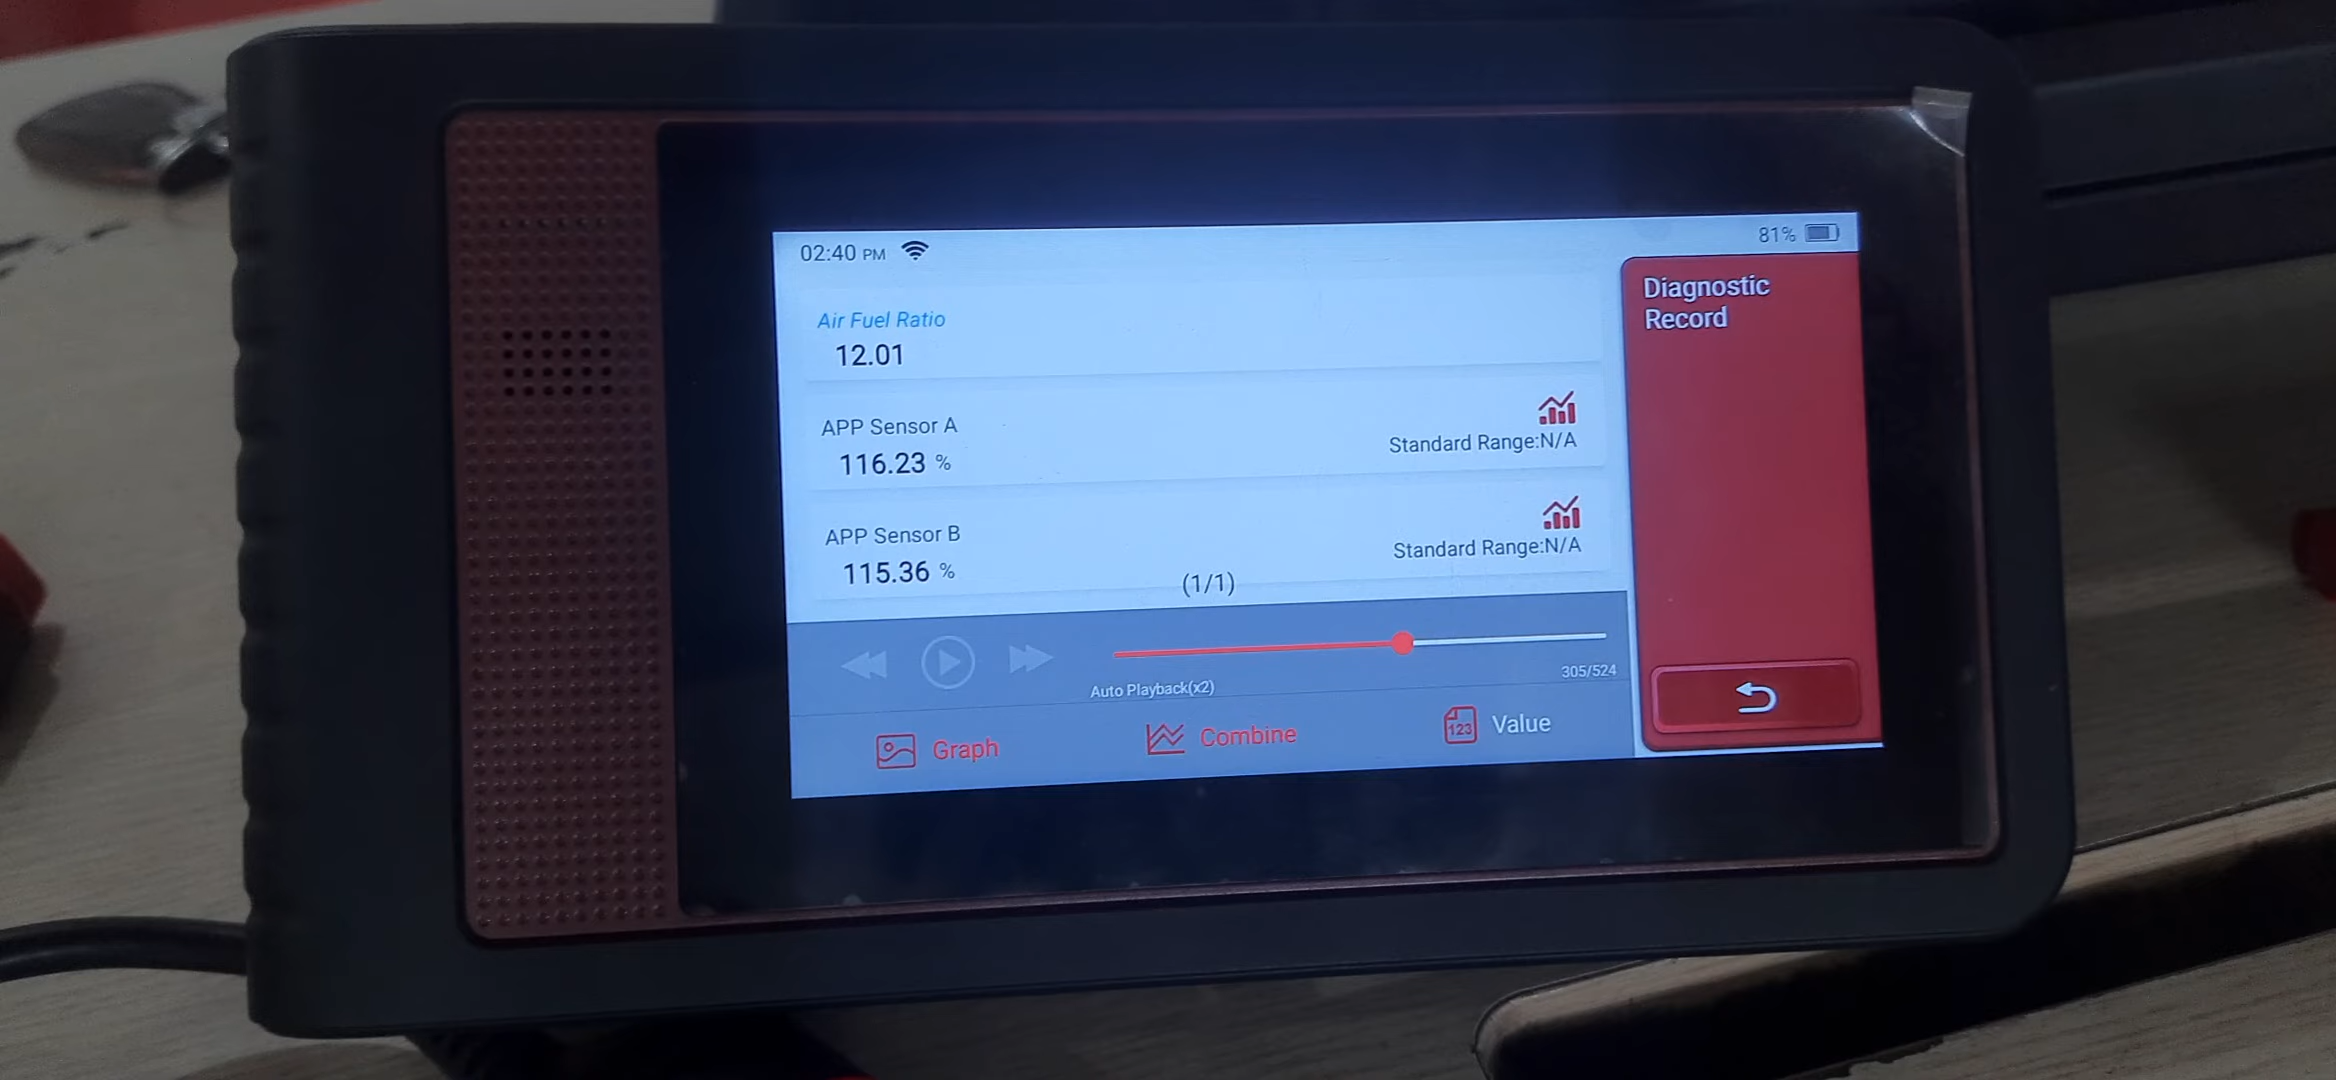 02:40 PM
81%
Diagnostic
Record
Air Fuel Ratio
12.01
APP Sensor A
116.23 %
Standard Range:N/A
APP Sensor B
115.36 %
Standard Range:N/A
(1/1)
Auto Playback(x2)
305/524
Graph
Combine
123
Value